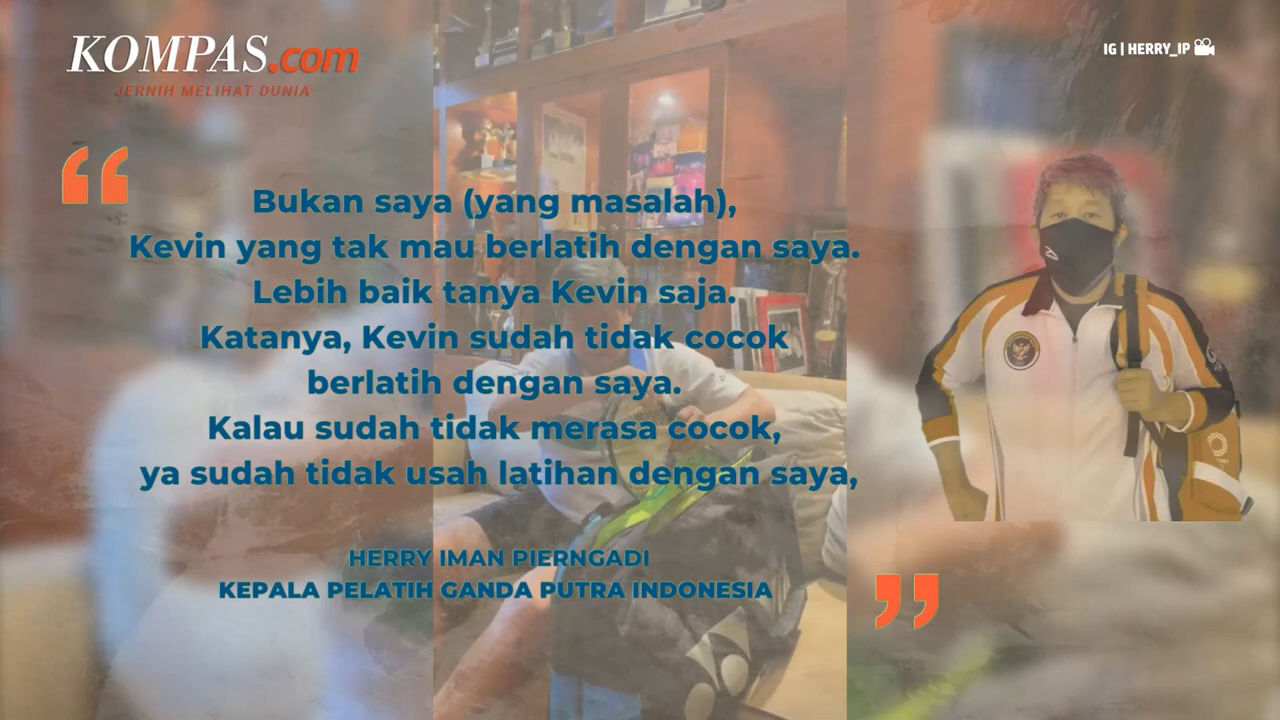 KOMPAS.com
JERNIH MELIHAT DUNIA
IG | HERRY_IP
“
Bukan saya (yang masalah),
Kevin yang tak mau berlatih dengan saya.
Lebih baik tanya Kevin saja.
Katanya, Kevin sudah tidak cocok
berlatih dengan saya.
Kalau sudah tidak merasa cocok,
ya sudah tidak usah latihan dengan saya,
HERRY IMAN PIERNGADI
KEPALA PELATIH GANDA PUTRA INDONESIA
”